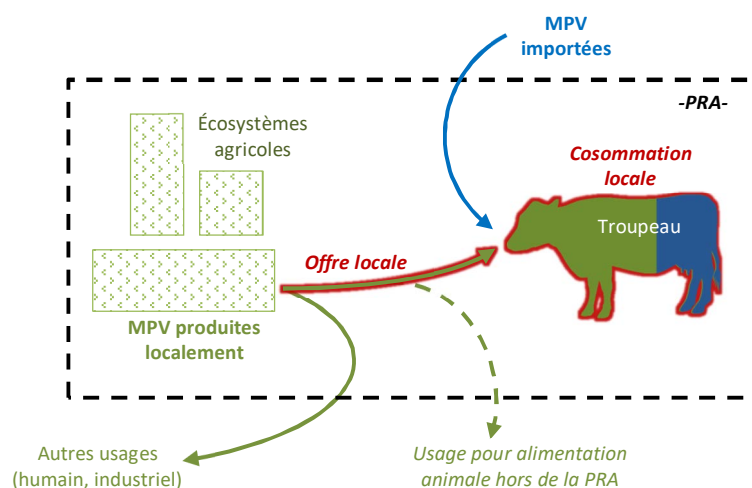 MPV
importées
-PRA-
Écosystèmes
agricoles
Cosommation
locale
Troupeau
Offre locale
MPV produites
localement
Autres usages
(humain, industriel)
Usage pour alimentation
animale hors de la PRA